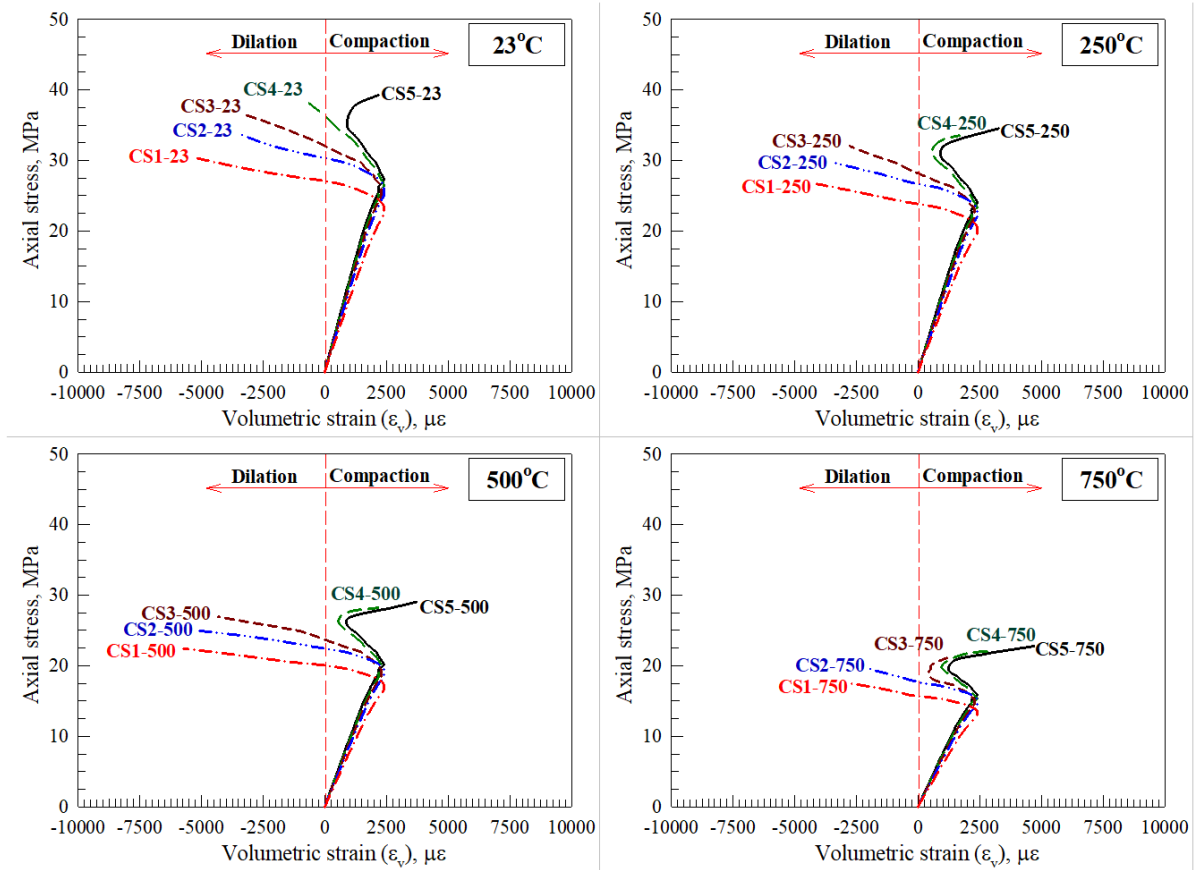 50
40
30
20
10
0
Axial stress, MPa
Dilation
Compaction
23°C
CS4-23
CS5-23
CS3-23
CS2-23
CS1-23
-10000 -7500 -5000 -2500 0 2500 5000 7500 10000
Volumetric strain (εv), με
50
40
30
20
10
0
Axial stress, MPa
Dilation
Compaction
250°C
CS4-250
CS5-250
CS3-250
CS2-250
CS1-250
-10000 -7500 -5000 -2500 0 2500 5000 7500 10000
Volumetric strain (εv), με
50
40
30
20
10
0
Axial stress, MPa
Dilation
Compaction
500°C
CS4-500
CS5-500
CS3-500
CS2-500
CS1-500
-10000 -7500 -5000 -2500 0 2500 5000 7500 10000
Volumetric strain (εv), με
50
40
30
20
10
0
Axial stress, MPa
Dilation
Compaction
750°C
CS3-750
CS4-750
CS5-750
CS2-750
CS1-750
-10000 -7500 -5000 -2500 0 2500 5000 7500 10000
Volumetric strain (εv), με